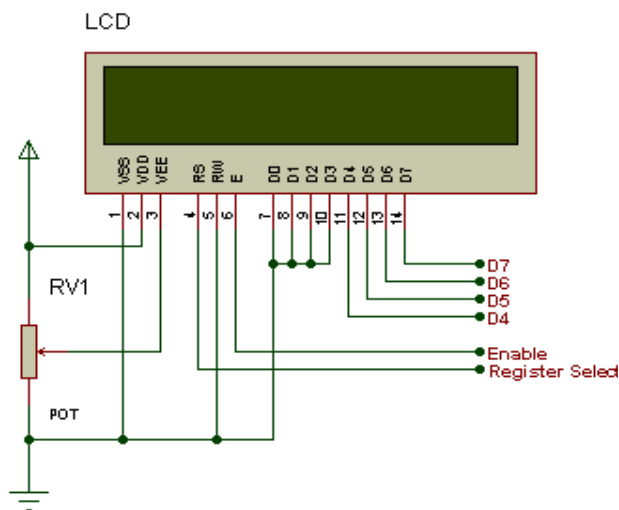 LCD
VSS VDD VEE RS RW E D0 D1 D2 D3 D4 D5 D6 D7
1 2 3 4 5 6 7 8 9 10 11 12 13 14
D7
D6
RV1
D5
D4
Enable
Register Select
POT